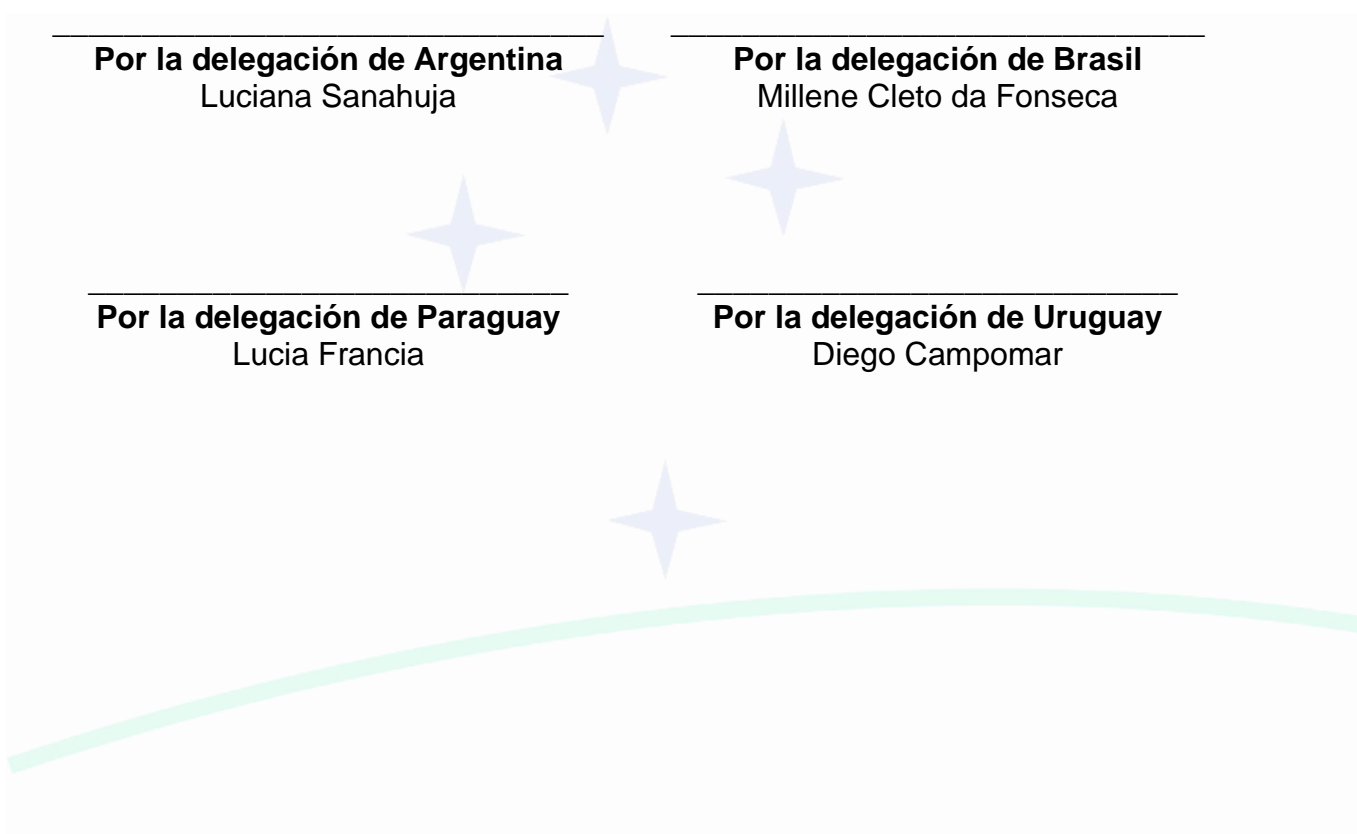 Por la delegación de Argentina
Luciana Sanahuja
Por la delegación de Brasil
Millene Cleto da Fonseca
Por la delegación de Paraguay
Lucia Francia
Por la delegación de Uruguay
Diego Campomar